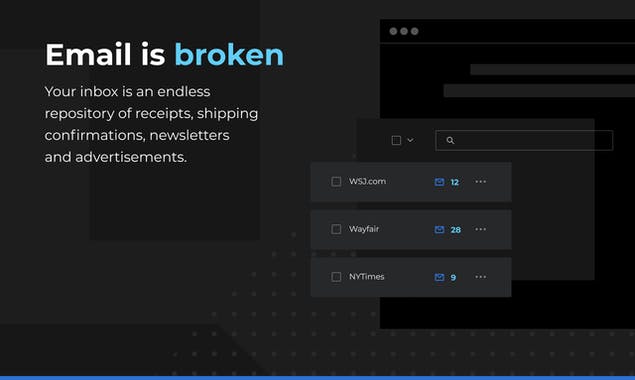 Email is broken
Your inbox is an endless
repository of receipts, shipping
confirmations, newsletters
and advertisements.
WSJ.com 12
Wayfair 28
NYTimes 9